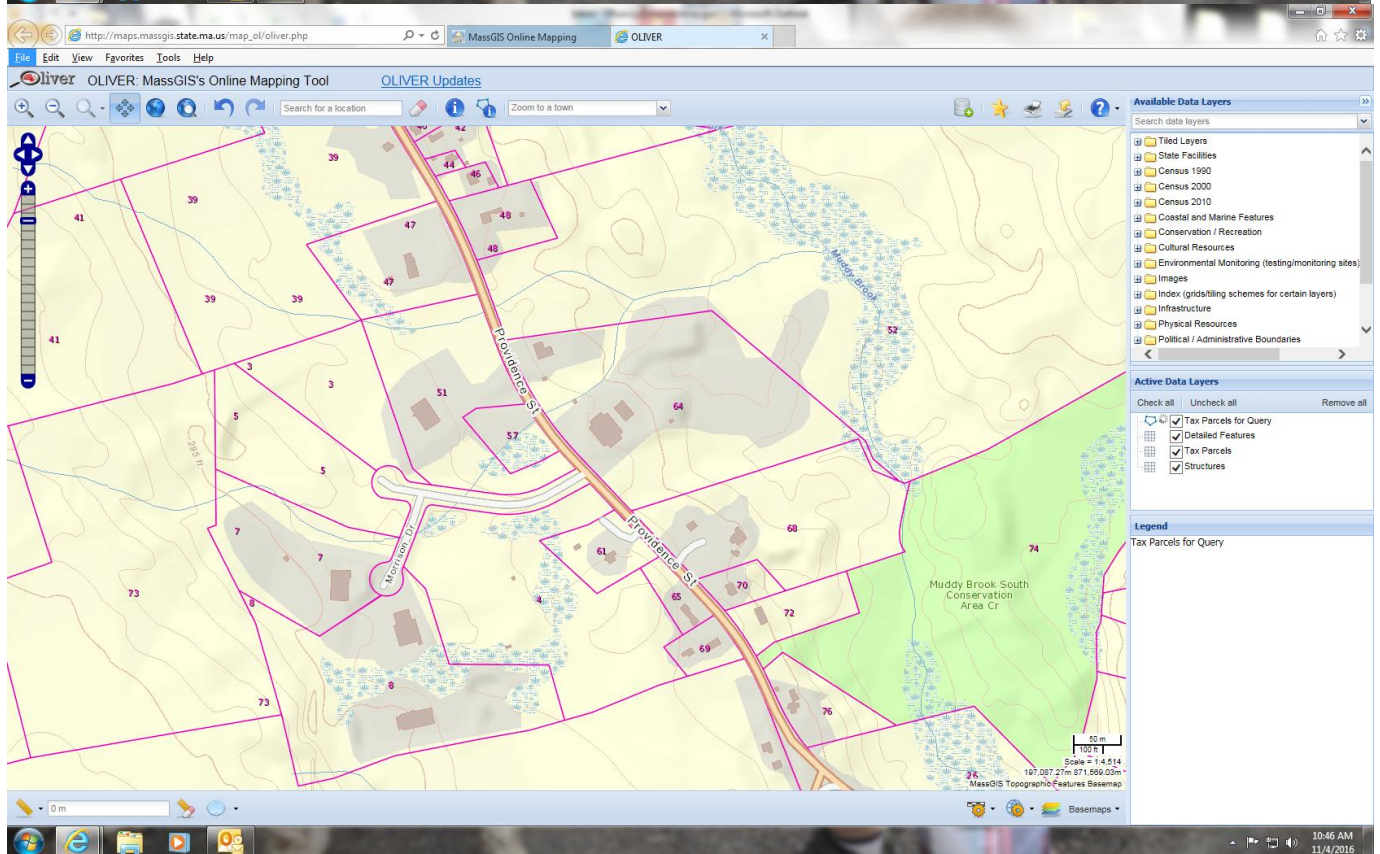 http://maps.massgis.state.ma.us/map_ol/oliver.php
MassGIS Online Mapping
OLIVER
File Edit View Favorites Tools Help
Oliver OLIVER: MassGIS's Online Mapping Tool OLIVER Updates
Search for a location
Zoom to a town
Available Data Layers
Search data layers
Tiled Layers
State Facilities
Census 1990
Census 2000
Census 2010
Coastal and Marine Features
Conservation / Recreation
Cultural Resources
Environmental Monitoring (testing/monitoring sites)
Images
Index (grids/tiling schemes for certain layers)
Infrastructure
Physical Resources
Political / Administrative Boundaries
Active Data Layers
Check all Uncheck all Remove all
Tax Parcels for Query
Detailed Features
Tax Parcels
Structures
Legend
Tax Parcels for Query
42
39
44
46
39
41
48
47
48
47
Muddy Brook
39
39
52
41
Providence St
3
3
51
5
64
57
295 ft
5
7
68
7
Morrison Dr
Providence St
61
74
73
70
Muddy Brook South
Conservation
Area Cr
8
4
65
72
69
8
73
76
50 m
100 ft
Scale = 1:4,514
197,087.27m 871,569.03m
26
MassGIS Topographic Features Basemap
0 m
Basemaps
10:46 AM
11/4/2016